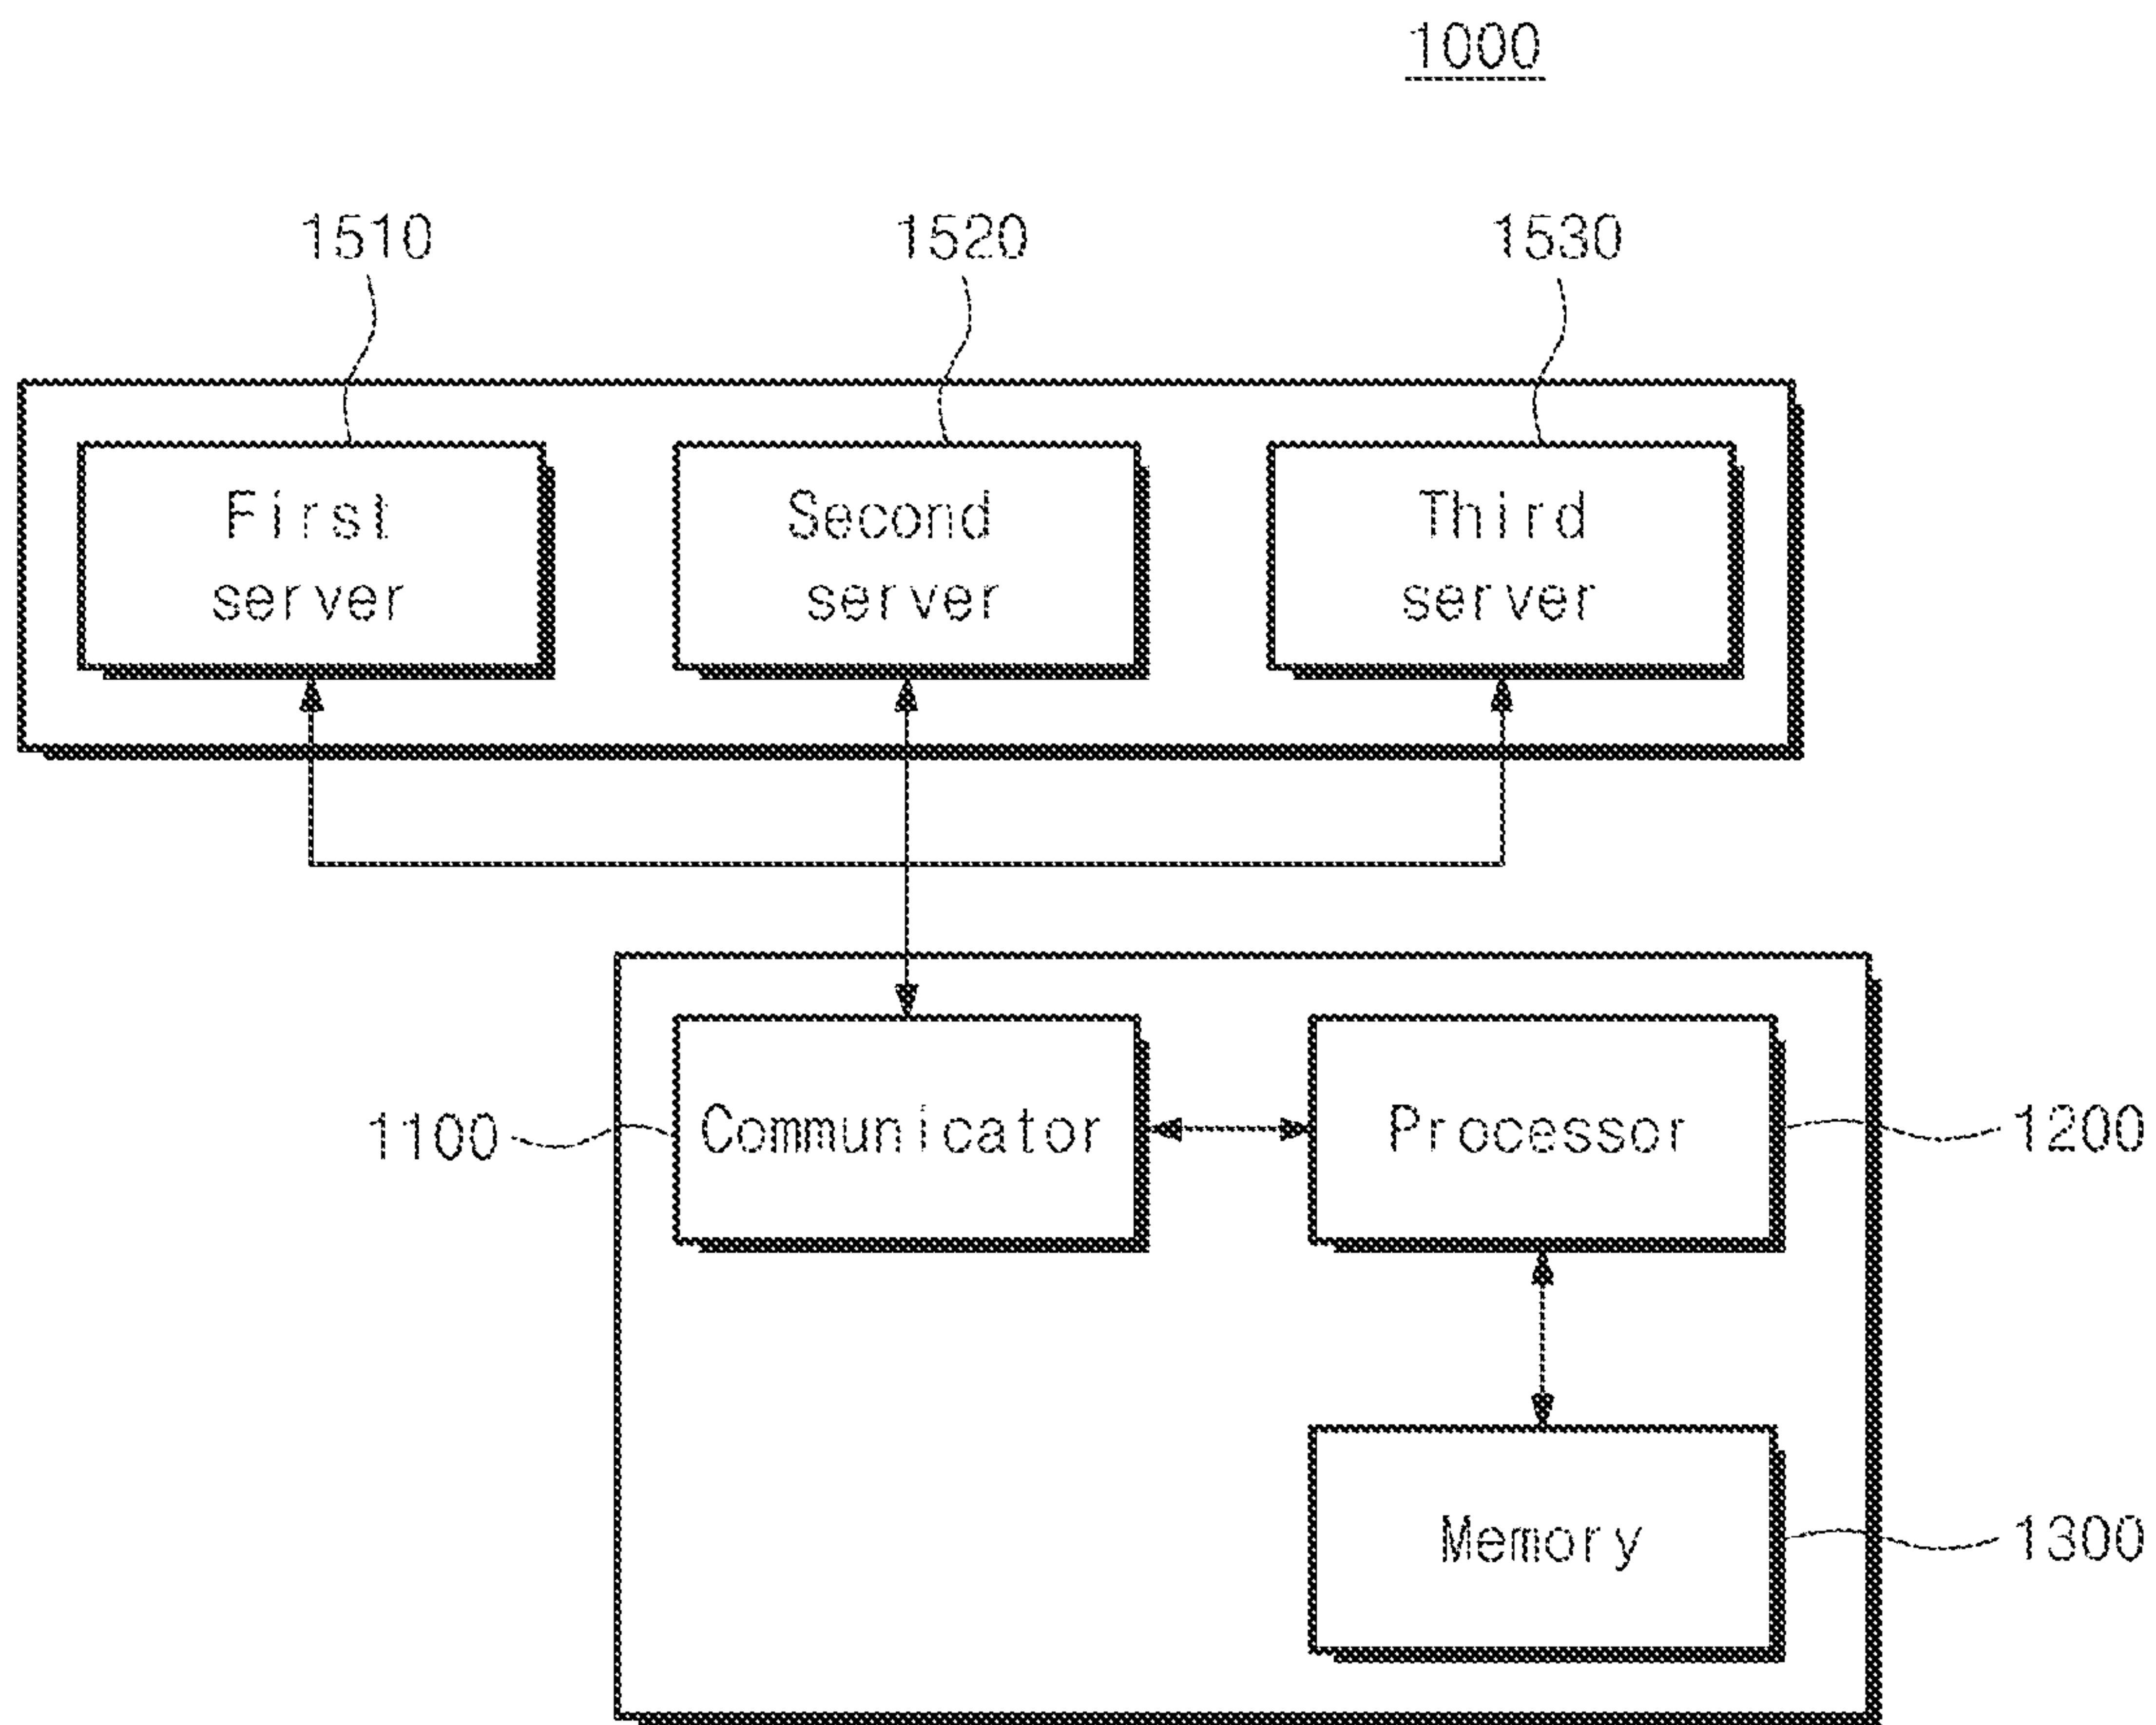 1000
1510
1520
1530
First
server
Second
server
Third
server
1100
Communicator
Processor
1200
Memory
1300